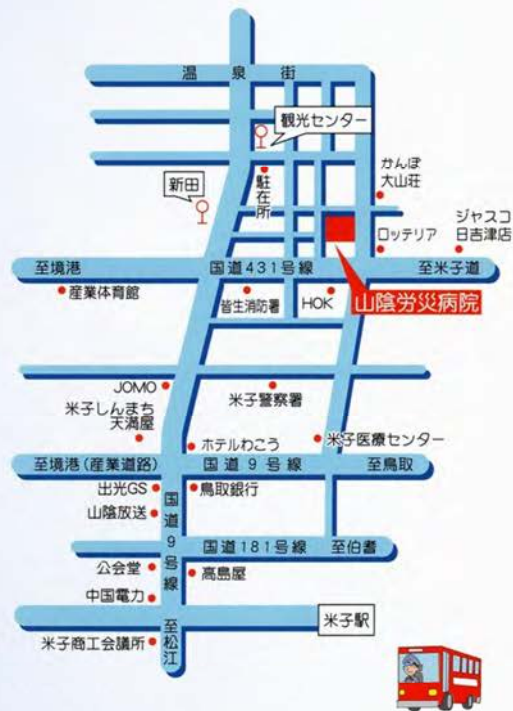 温泉街
観光センター
かんぽ
大山荘
新田
駐在所
ロッテリア
ジャスコ
日吉津店
至境港
国道431号線
至米子道
産業体育館
皆生消防署
HOK
山陰労災病院
JOMO
米子警察署
米子しんまち
天満屋
ホテルわこう
米子医療センター
至境港(産業道路)
国道9号線
至鳥取
出光GS
鳥取銀行
山陰放送
国道9号線
国道181号線
至伯耆
公会堂
高島屋
中国電力
米子駅
米子商工会議所
至松江